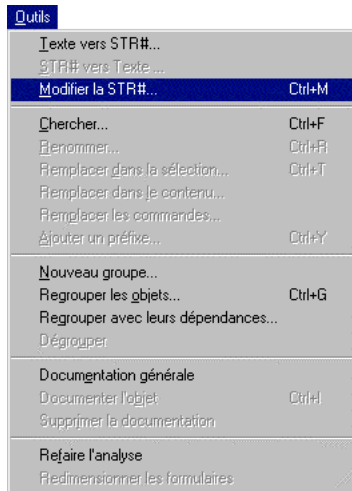 Outils
Texte vers STR#...
STR# vers Texte ...
Modifier la STR#... Ctrl+M
Chercher... Ctrl+F
Renommer... Ctrl+R
Remplacer dans la sélection... Ctrl+T
Remplacer dans le contenu...
Remplacer les commandes...
Ajouter un préfixe... Ctrl+Y
Nouveau groupe...
Regrouper les objets... Ctrl+G
Regrouper avec leurs dépendances...
Dégrouper
Documentation générale
Documenter l'objet Ctrl+I
Supprimer la documentation
Refaire l'analyse
Redimensionner les formulaires